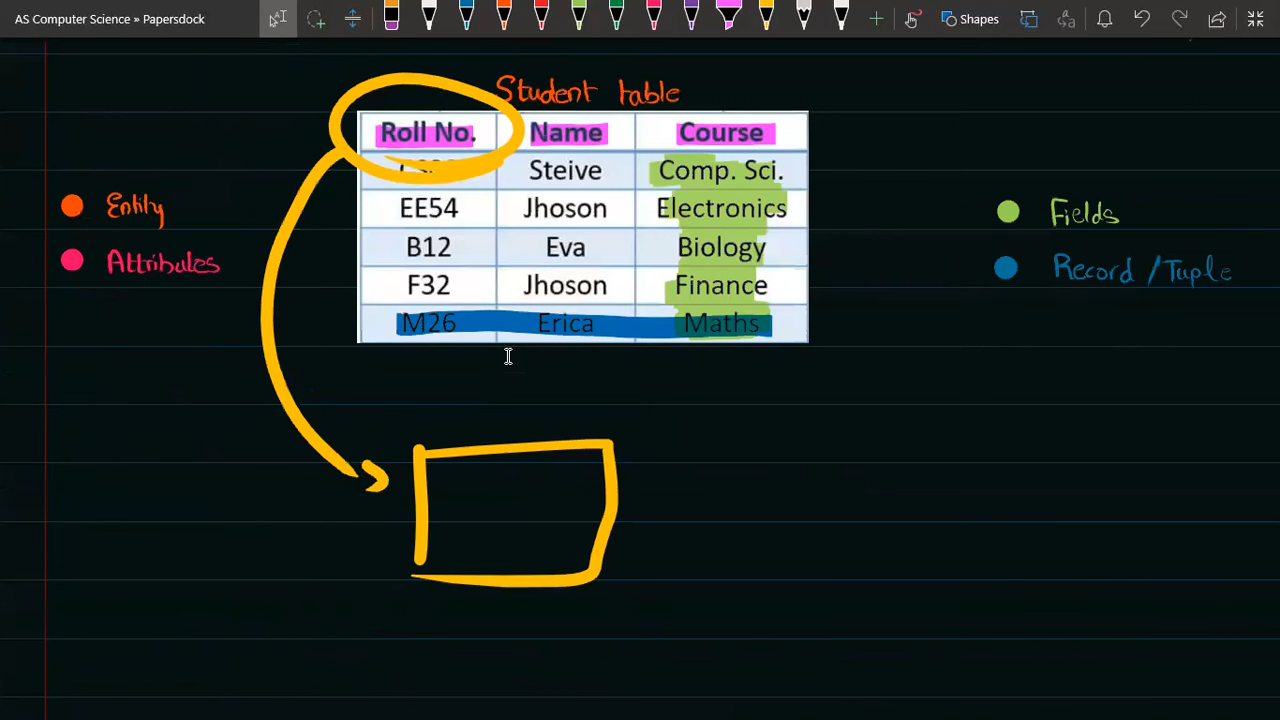 AS Computer Science » Papersdock
Shapes
Student table
Roll No. Name Course
Steive Comp. Sci.
EE54 Jhoson Electronics
B12 Eva Biology
F32 Jhoson Finance
M26 Erica Maths
Entity
Attributes
Fields
Record / Tuple